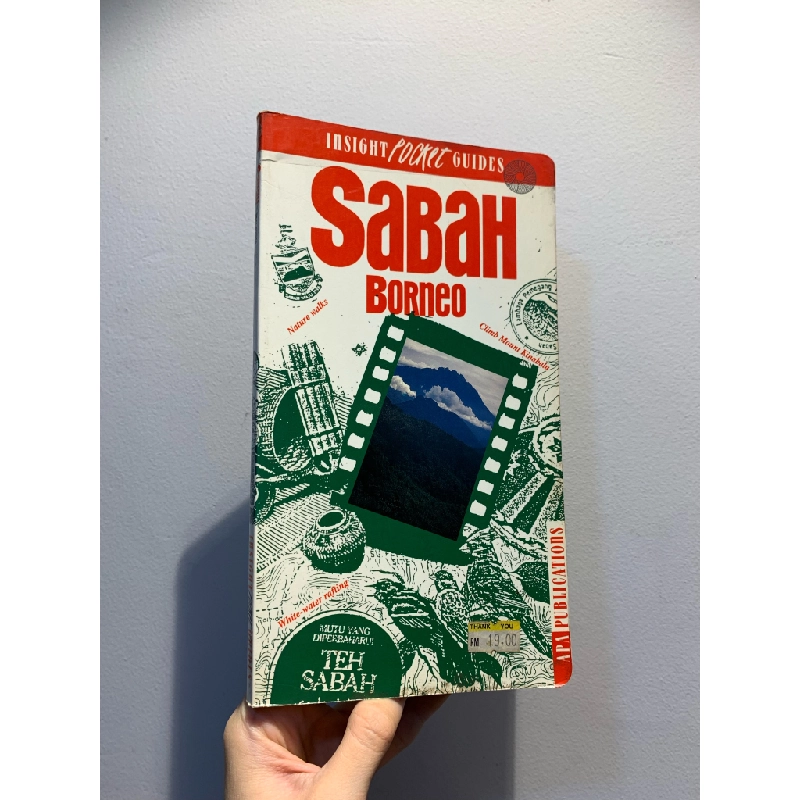 INSIGHT POCKET GUIDES
SABAH
BORNEO
Nature walks
Climb Mount Kinabalu
White-water rafting
MUTU YANG
DIPERBAHARUI
TEH
SABAH
THANK YOU
RM 19.00
APA PUBLICATIONS